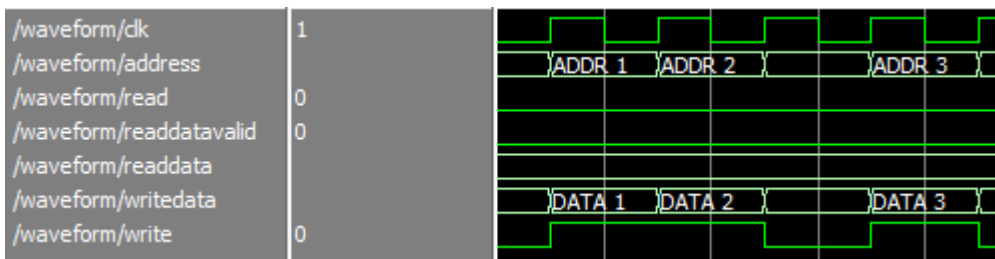 /waveform/clk 1
/waveform/address ADDR 1 ADDR 2 ADDR 3
/waveform/read 0
/waveform/readdatavalid 0
/waveform/readdata
/waveform/writedata DATA 1 DATA 2 DATA 3
/waveform/write 0